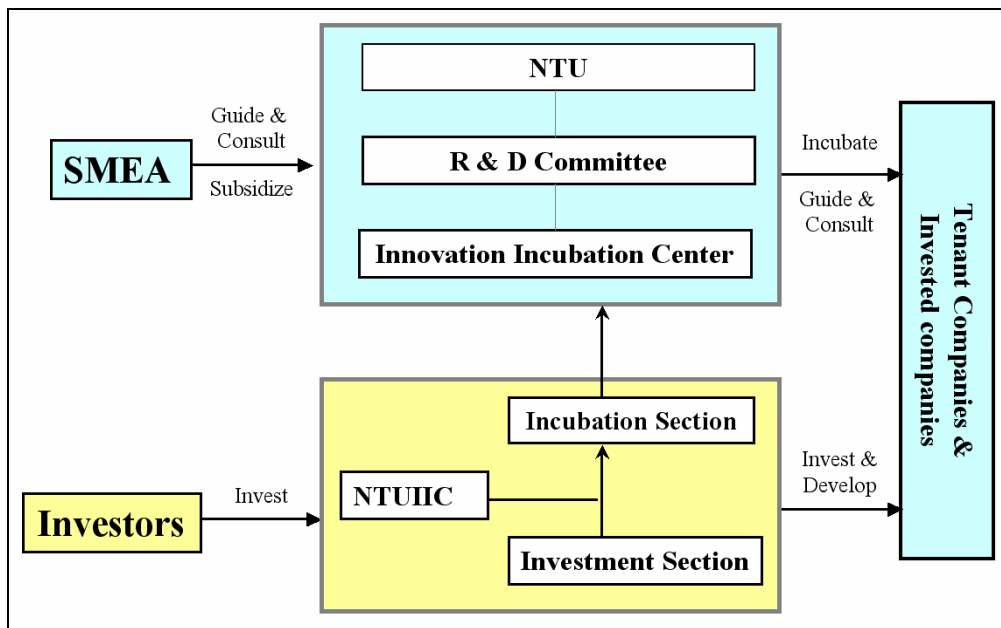 NTU
Guide &
Consult
SMEA
Subsidize
R & D Committee
Innovation Incubation Center
Incubate
Guide &
Consult
Tenant Companies &
Invested companies
Incubation Section
NTUIIC
Investors
Invest
Investment Section
Invest &
Develop